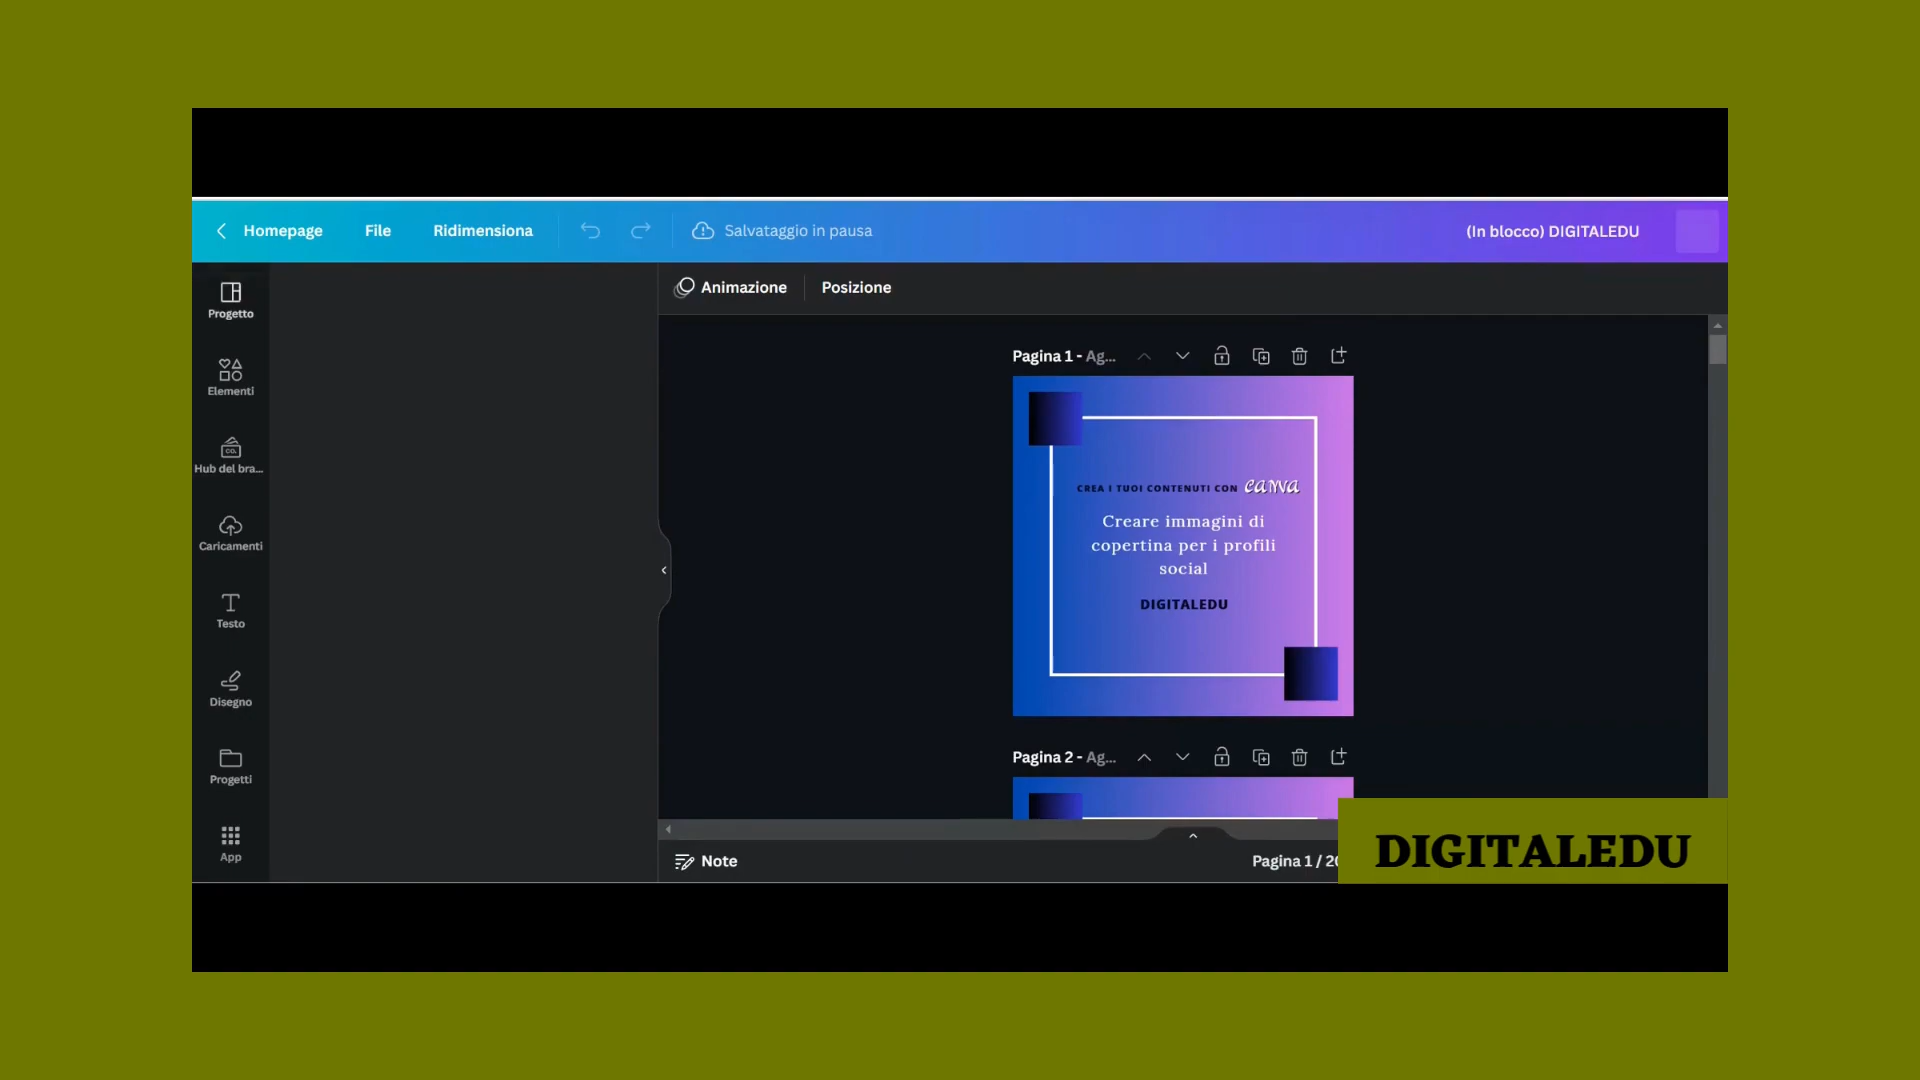 Homepage File Ridimensiona Salvataggio in pausa (In blocco) DIGITALEDU
Animazione Posizione
Progetto
Elementi
Hub del bra...
Caricamenti
Testo
Disegno
Progetti
App
Pagina 1 - Ag...
CREA I TUOI CONTENUTI CON canva
Creare immagini di
copertina per i profili
social
DIGITALEDU
Pagina 2 - Ag...
Note Pagina 1 / 20
DIGITALEDU